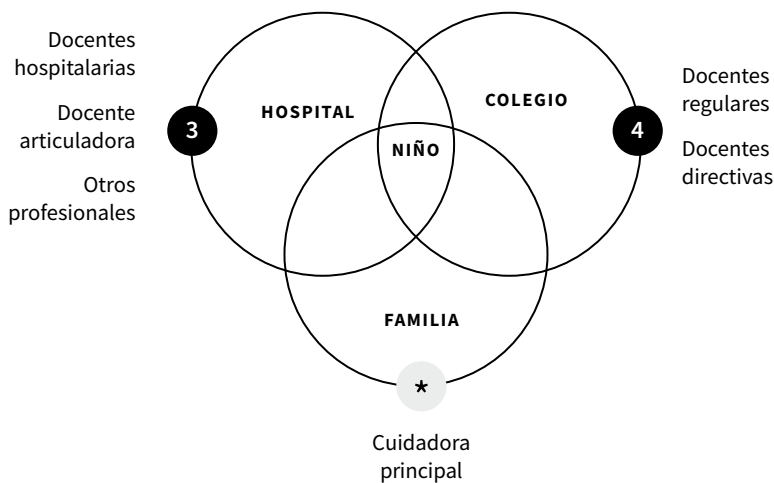 Docentes
hospitalarias
Docente
articuladora
Otros
profesionales
3
HOSPITAL
COLEGIO
NIÑO
4
Docentes
regulares
Docentes
directivas
FAMILIA
*
Cuidadora
principal